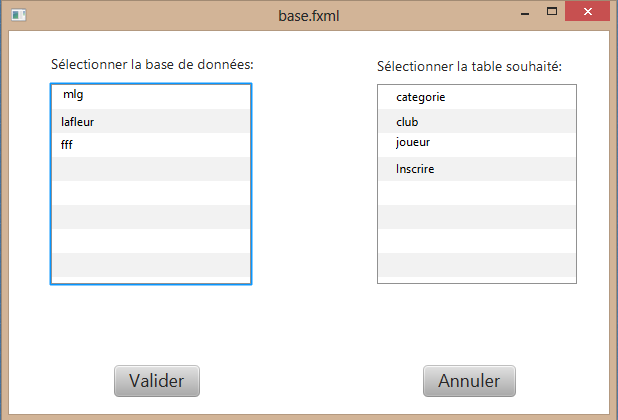 base.fxml
Sélectionner la base de données:
mlg
lafleur
fff
Sélectionner la table souhaité:
categorie
club
joueur
Inscrire
Valider
Annuler